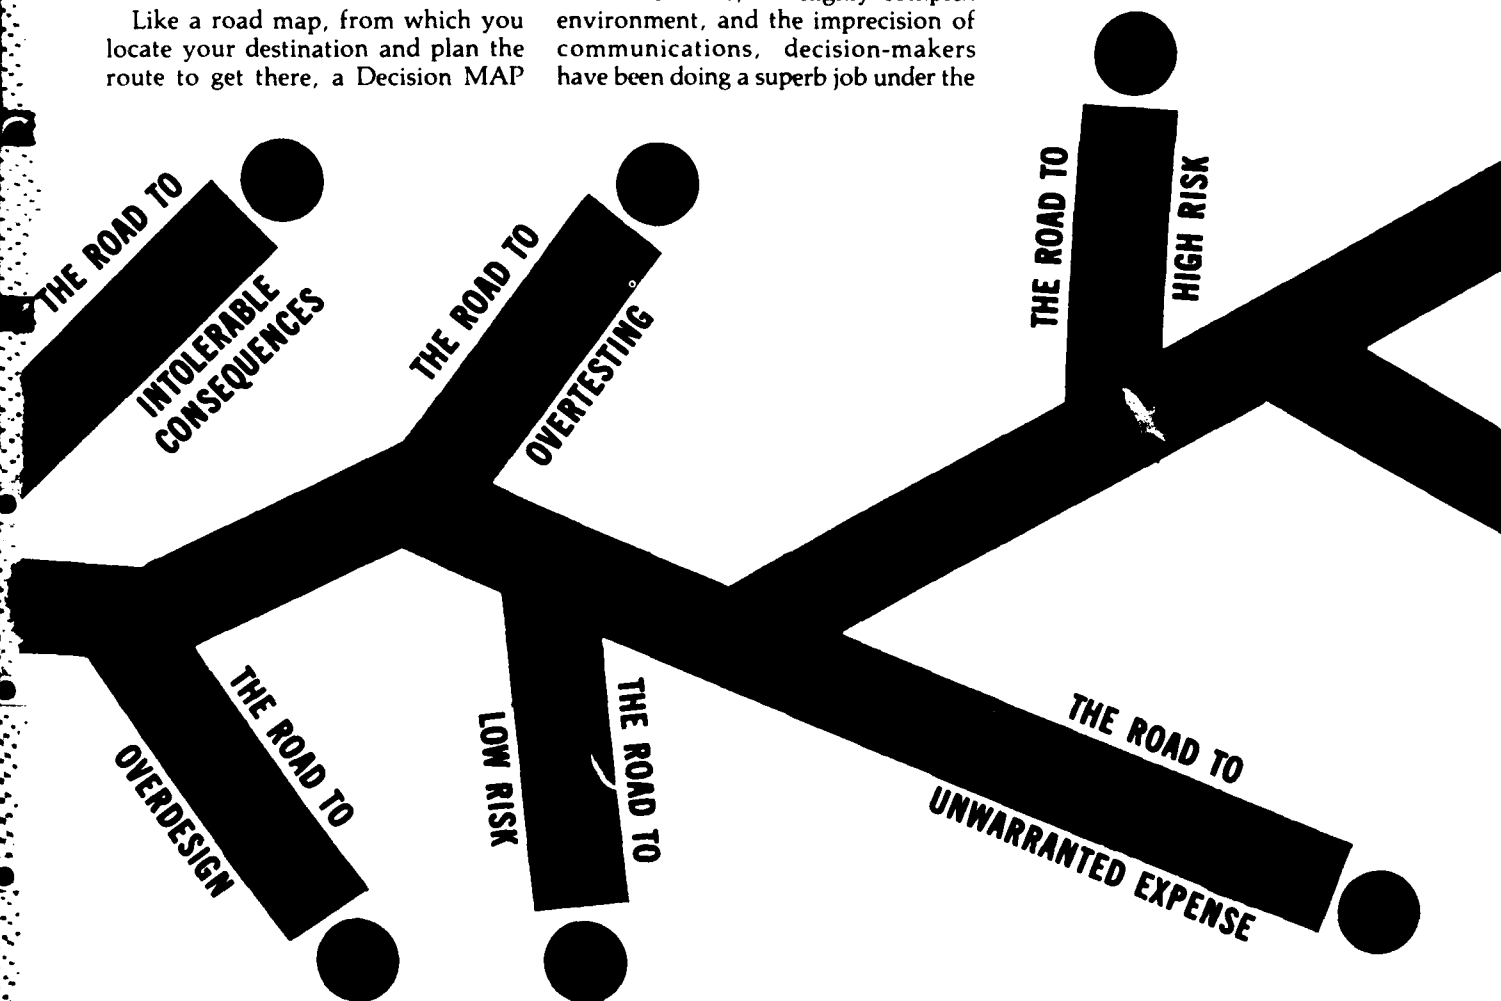 Like a road map, from which you
locate your destination and plan the
route to get there, a Decision MAP
environment, and the imprecision of
communications, decision-makers
have been doing a superb job under the
THE ROAD TO
INTOLERABLE
CONSEQUENCES
THE ROAD TO
OVERTESTING
THE ROAD TO
HIGH RISK
THE ROAD TO
OVERDESIGN
THE ROAD TO
LOW RISK
THE ROAD TO
UNWARRANTED EXPENSE